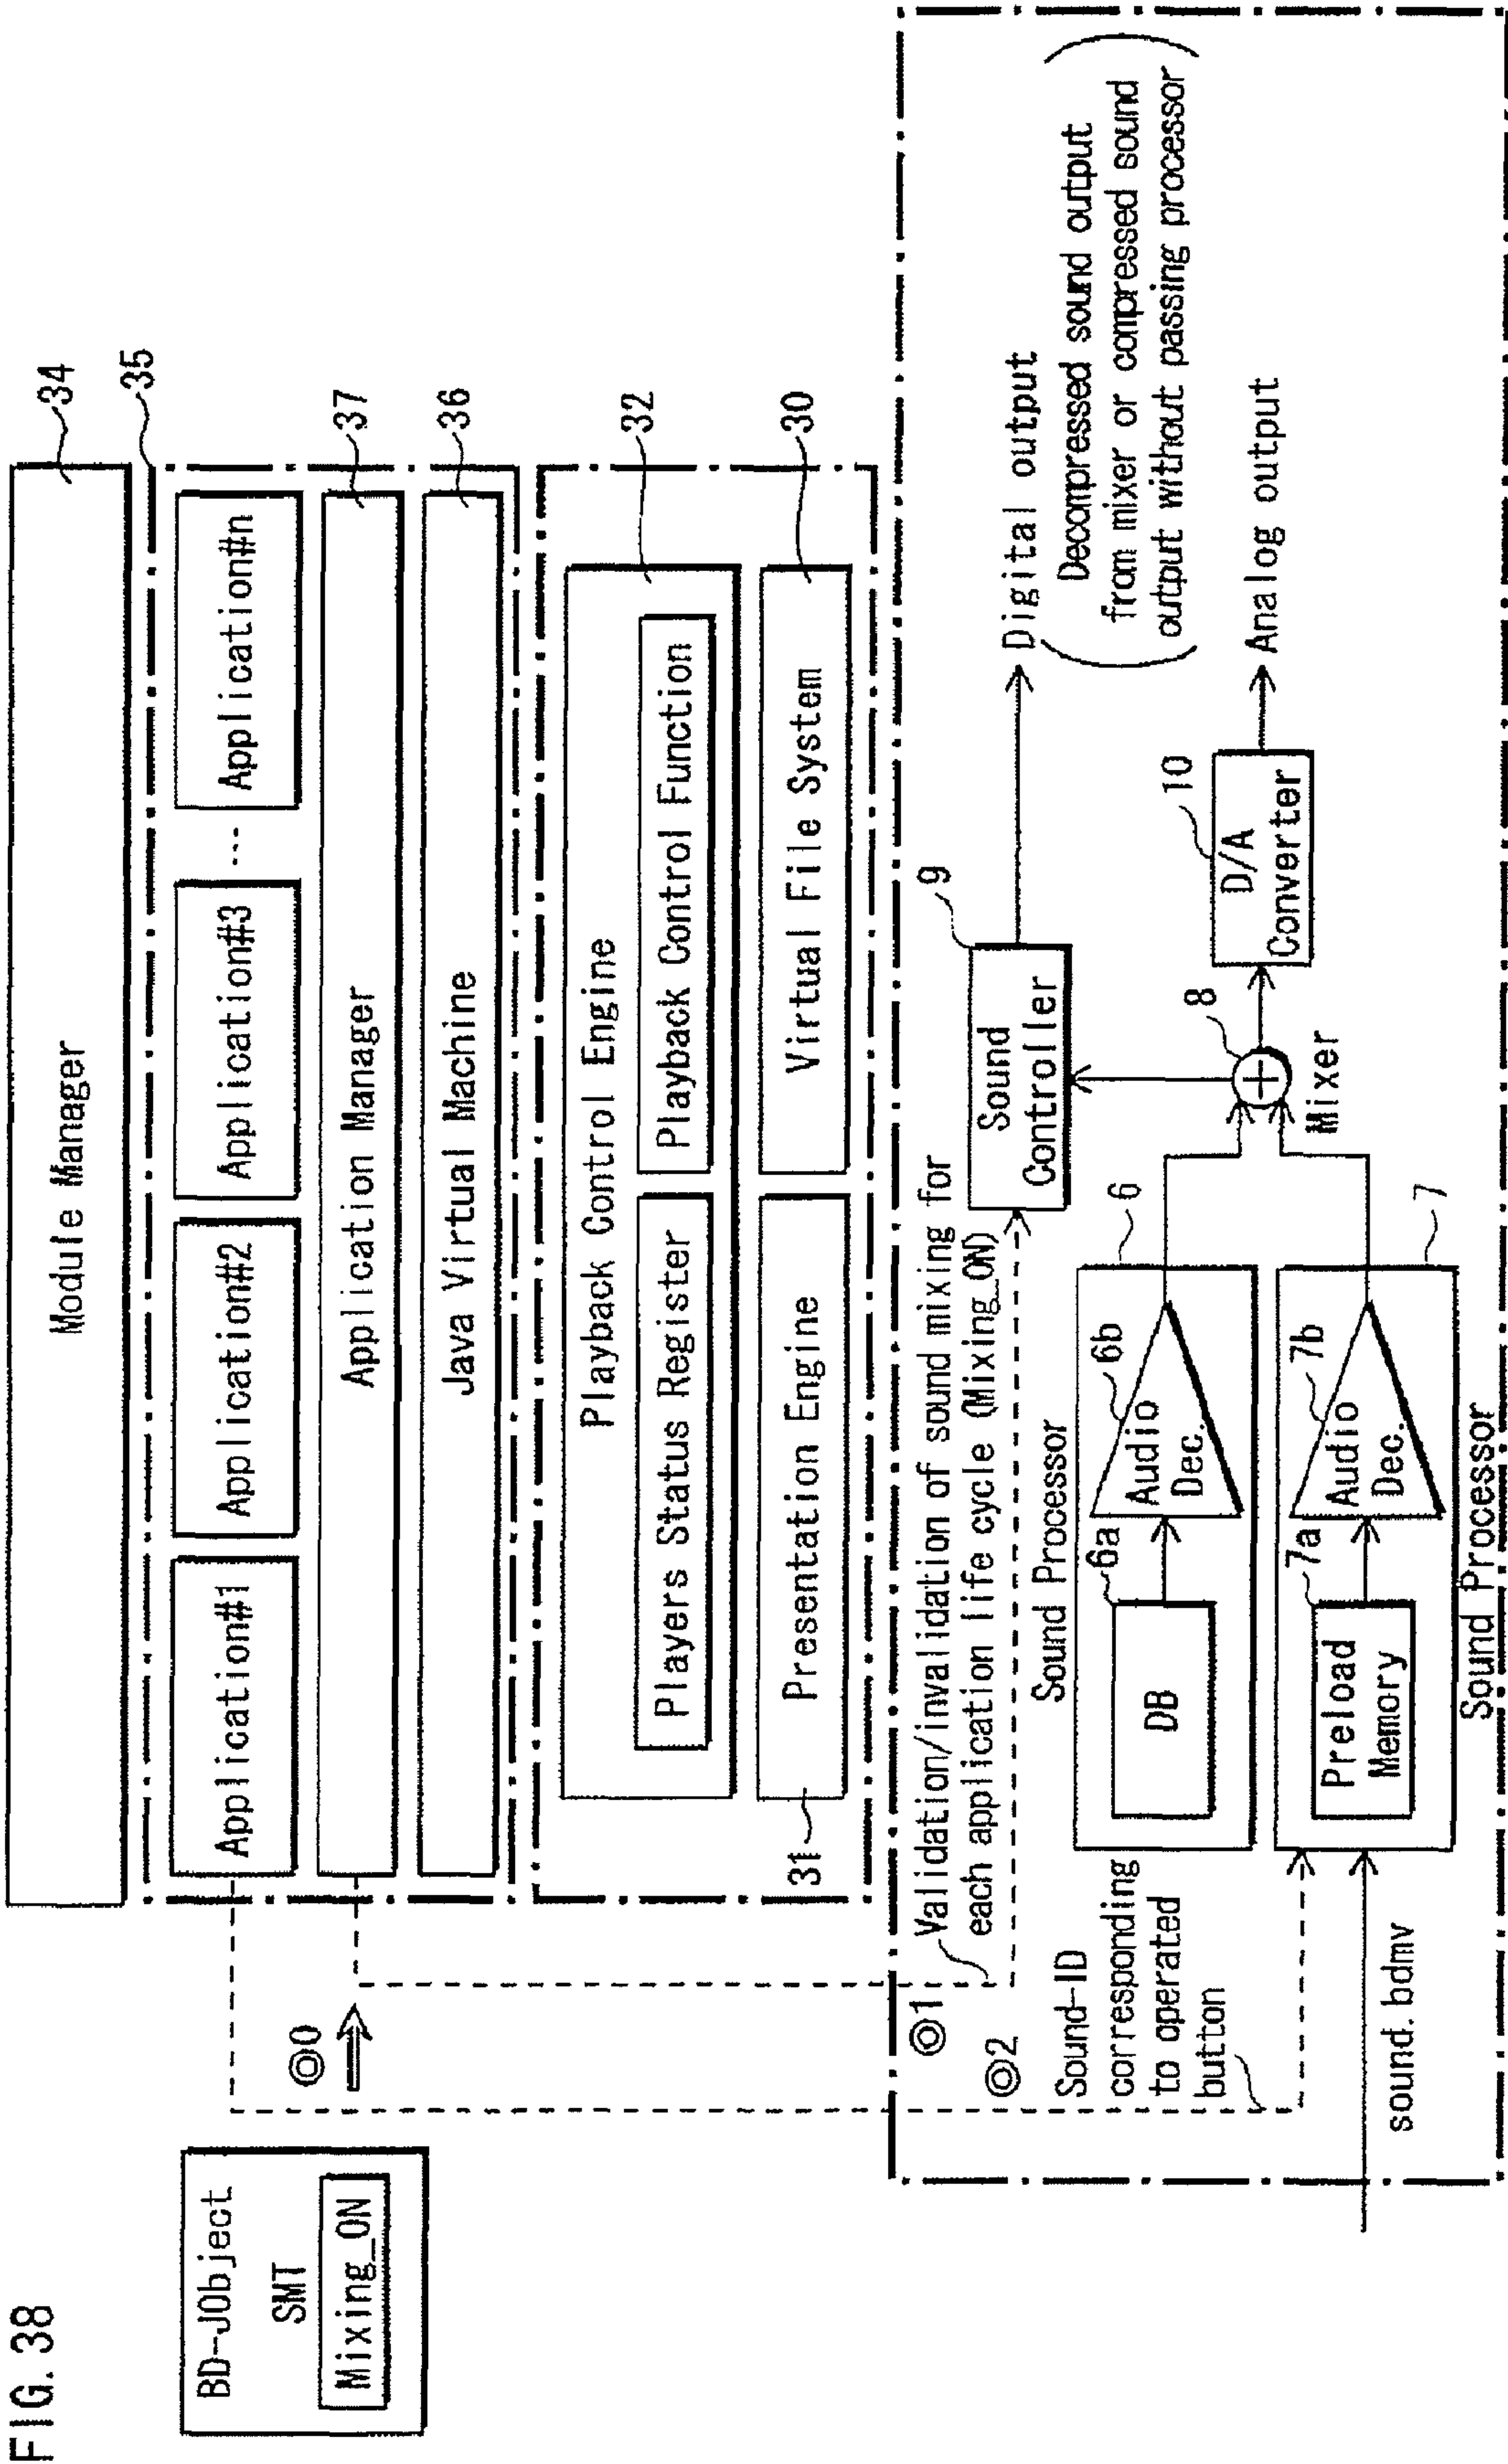 FIG. 38
BD-JObject
SMT
Mixing_ON
◎0
Module Manager
34
35
Application#1
Application#2
Application#3
...
Application#n
Application Manager
37
Java Virtual Machine
36
Playback Control Engine
32
Players Status Register
Playback Control Function
Presentation Engine
31
Virtual File System
30
◎1
Validation/invalidation of sound mixing for
each application life cycle (Mixing_ON)
◎2
Sound-ID
corresponding
to operated
button
sound. bdmv
Sound Processor
6
6a
DB
6b
Audio
Dec.
7
7a
Preload
Memory
7b
Audio
Dec.
Sound Processor
8
Mixer
9
Sound
Controller
10
D/A
Converter
Digital output
Decompressed sound output
from mixer or compressed sound
output without passing processor
Analog output